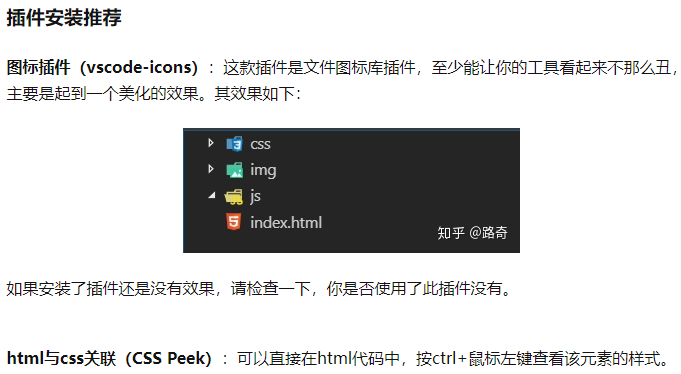 插件安装推荐
图标插件（vscode-icons）：这款插件是文件图标库插件，至少能让你的工具看起来不那么丑，
主要是起到一个美化的效果。其效果如下：
css
img
js
index.html
知乎 @路奇
如果安装了插件还是没有效果，请检查一下，你是否使用了此插件没有。
html与css关联（CSS Peek）：可以直接在html代码中，按ctrl+鼠标左键查看该元素的样式。